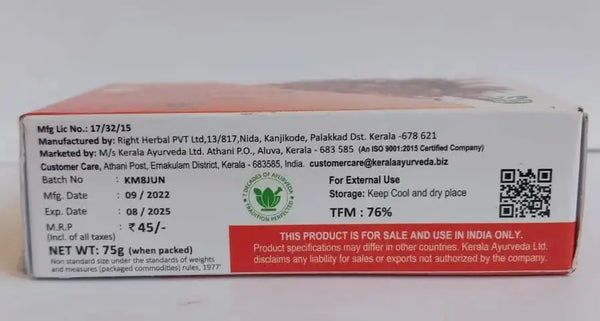 Mfg Lic No.: 17/32/15
Manufactured by: Right Herbal PVT Ltd,13/817,Nida, Kanjikode, Palakkad Dst. Kerala -678 621
Marketed by: M/s Kerala Ayurveda Ltd. Athani P.O., Aluva, Kerala - 683 585 (An ISO 9001:2015 Certified Company)
Customer Care, Athani Post, Ernakulam District, Kerala - 683585, India. customercare@keralaayurveda.biz
Batch No : KM8JUN
Mfg. Date : 09 / 2022
Exp. Date : 08 / 2025
M.R.P : ₹ 45/-
(Incl. of all taxes)
NET WT: 75g (when packed)
Non standard size under the standards of weights
and measures (packaged commodities) rules, 1977'
7 DECADES OF AYURVEDA
TRADITION PERFECTED
For External Use
Storage: Keep Cool and dry place
TFM : 76%
THIS PRODUCT IS FOR SALE AND USE IN INDIA ONLY.
Product specifications may differ in other countries. Kerala Ayurveda Ltd.
disclaims any liability for sales or exports not authorized by the company.